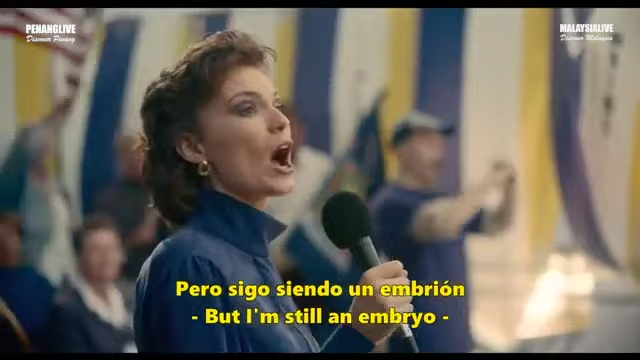 PENANGLIVE
Discover Penang
MALAYSIALIVE
Discover Malaysia
Pero sigo siendo un embrión
- But I'm still an embryo -